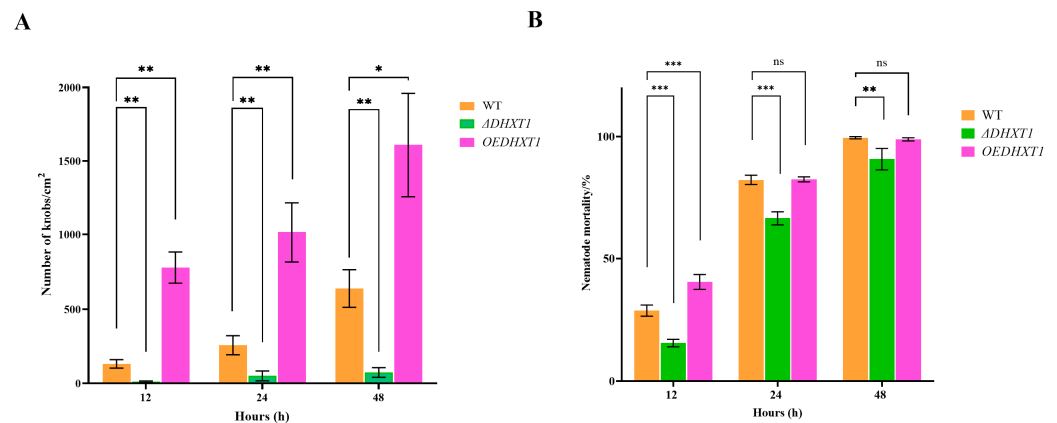 A
Number of knobs/cm²
2000
1500
1000
500
0
** ** *
** ** **
12 24 48
Hours (h)
WT
ΔDHXT1
OEDHXT1
B
Nematode mortality/%
100
50
0
*** ns ns
*** *** **
12 24 48
Hours (h)
WT
ΔDHXT1
OEDHXT1